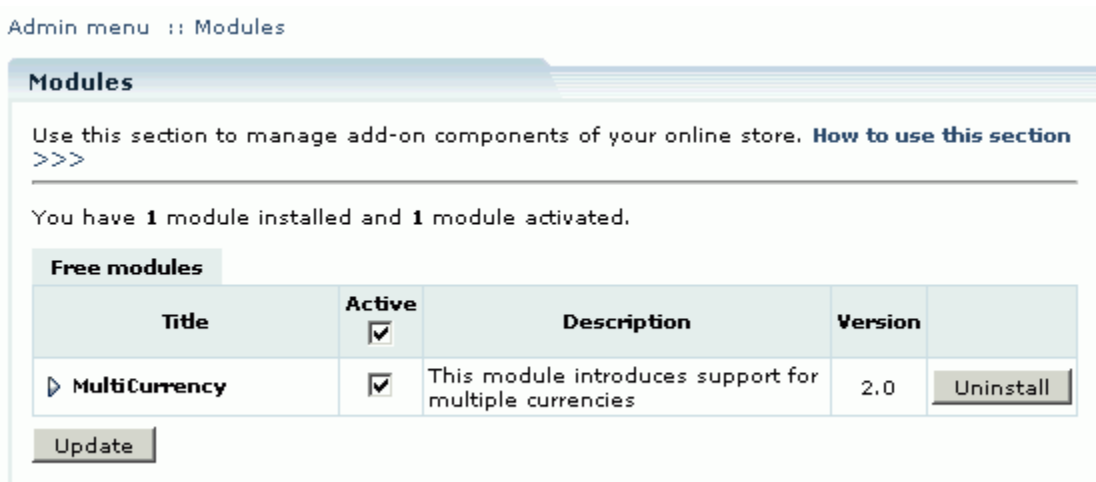 Admin menu :: Modules
Modules
Use this section to manage add-on components of your online store. How to use this section
>>>
You have 1 module installed and 1 module activated.
Free modules
Title Active Description Version
MultiCurrency This module introduces support for
multiple currencies 2.0 Uninstall
Update